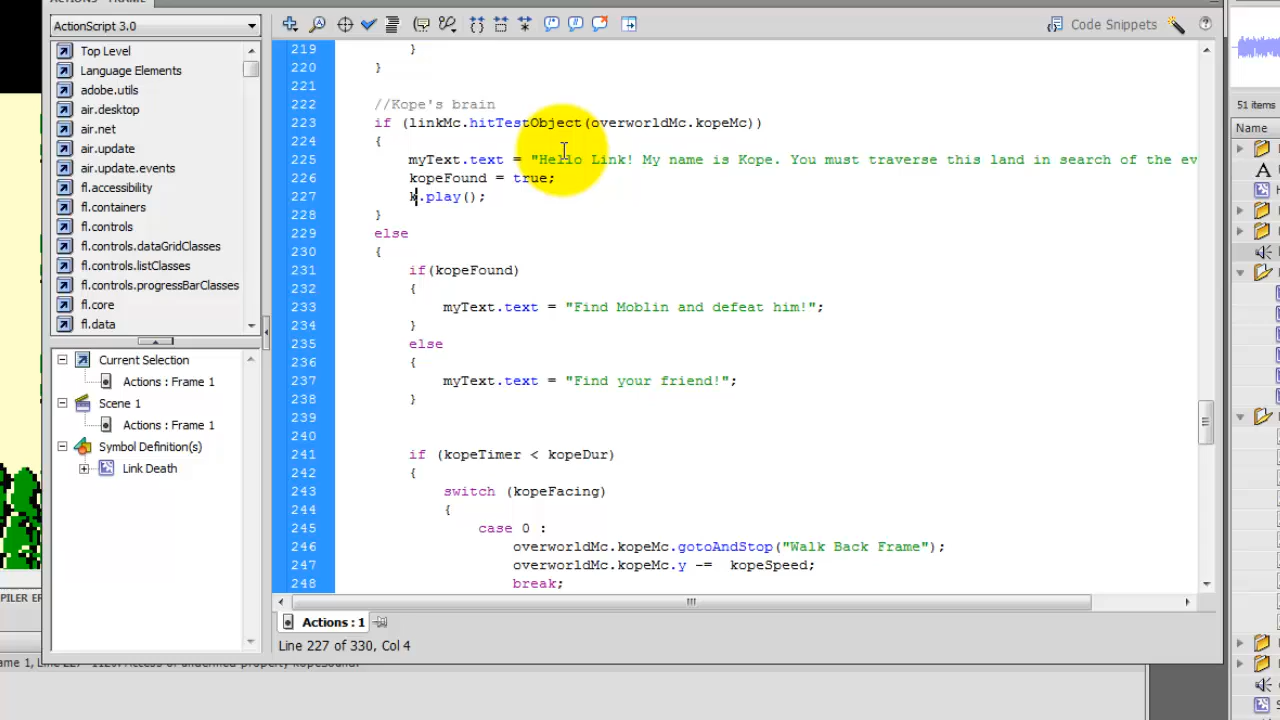 ACTIONS - FRAME
ActionScript 3.0
Code Snippets
Top Level
Language Elements
adobe.utils
air.desktop
air.net
air.update
air.update.events
fl.accessibility
fl.containers
fl.controls
fl.controls.dataGridClasses
fl.controls.listClasses
fl.controls.progressBarClasses
fl.core
fl.data
Current Selection
Actions : Frame 1
Scene 1
Actions : Frame 1
Symbol Definition(s)
Link Death
219 }
220 }
221
222 //Kope's brain
223 if (linkMc.hitTestObject(overworldMc.kopeMc))
224 {
225 myText.text = "Hello Link! My name is Kope. You must traverse this land in search of the ev
226 kopeFound = true;
227 k.play();
228 }
229 else
230 {
231 if(kopeFound)
232 {
233 myText.text = "Find Moblin and defeat him!";
234 }
235 else
236 {
237 myText.text = "Find your friend!";
238 }
239
240
241 if (kopeTimer < kopeDur)
242 {
243 switch (kopeFacing)
244 {
245 case 0 :
246 overworldMc.kopeMc.gotoAndStop("Walk Back Frame");
247 overworldMc.kopeMc.y -= kopeSpeed;
248 break;
Actions : 1
Line 227 of 330, Col 4
51 items
Name